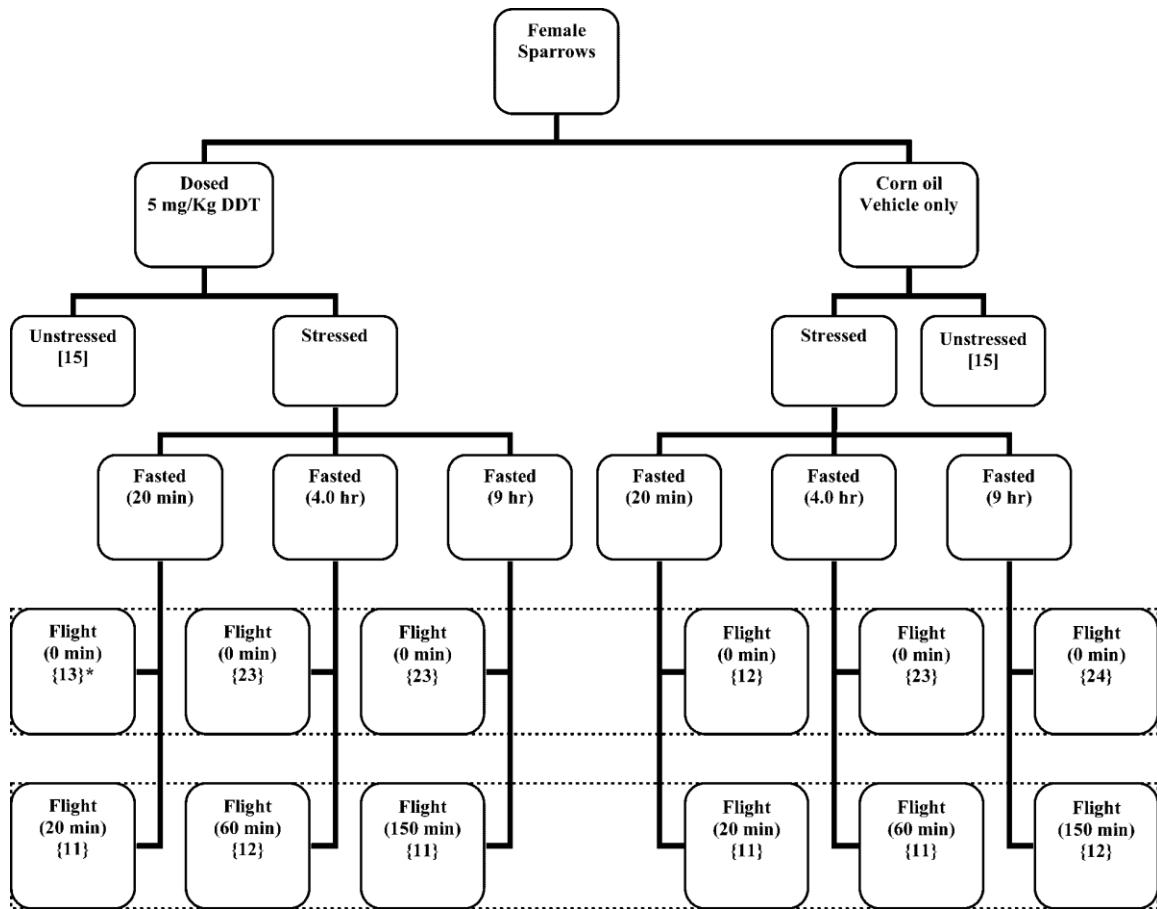 Female
Sparrows
Dosed
5 mg/Kg DDT
Corn oil
Vehicle only
Unstressed
[15]
Stressed
Stressed
Unstressed
[15]
Fasted
(20 min)
Fasted
(4.0 hr)
Fasted
(9 hr)
Fasted
(20 min)
Fasted
(4.0 hr)
Fasted
(9 hr)
Flight
(0 min)
{13}*
Flight
(0 min)
{23}
Flight
(0 min)
{23}
Flight
(0 min)
{12}
Flight
(0 min)
{23}
Flight
(0 min)
{24}
Flight
(20 min)
{11}
Flight
(60 min)
{12}
Flight
(150 min)
{11}
Flight
(20 min)
{11}
Flight
(60 min)
{11}
Flight
(150 min)
{12}